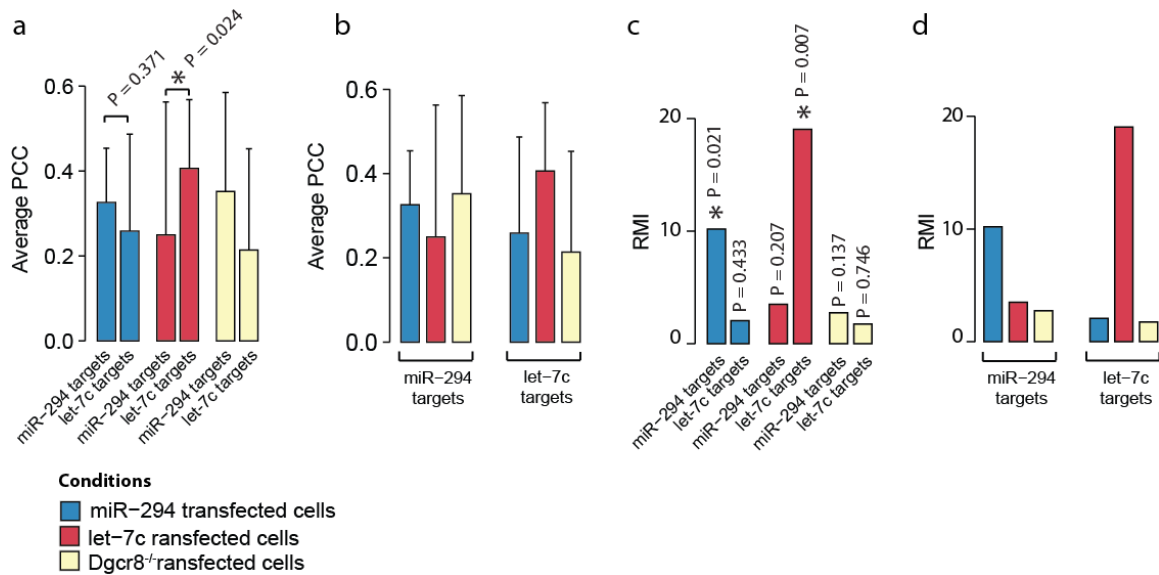 a
b
c
d
Average PCC
0.6
0.4
0.2
0.0
P = 0.371
* P = 0.024
miR−294 targets
let−7c targets
miR−294 targets
let−7c targets
miR−294 targets
let−7c targets
Average PCC
0.6
0.4
0.2
0.0
miR−294
targets
let−7c
targets
RMI
20
10
0
* P = 0.021
P = 0.433
P = 0.207
* P = 0.007
P = 0.137
P = 0.746
miR−294 targets
let−7c targets
miR−294 targets
let−7c targets
miR−294 targets
let−7c targets
RMI
20
10
0
miR−294
targets
let−7c
targets
Conditions
miR−294 transfected cells
let−7c ransfected cells
Dgcr8-/-ransfected cells